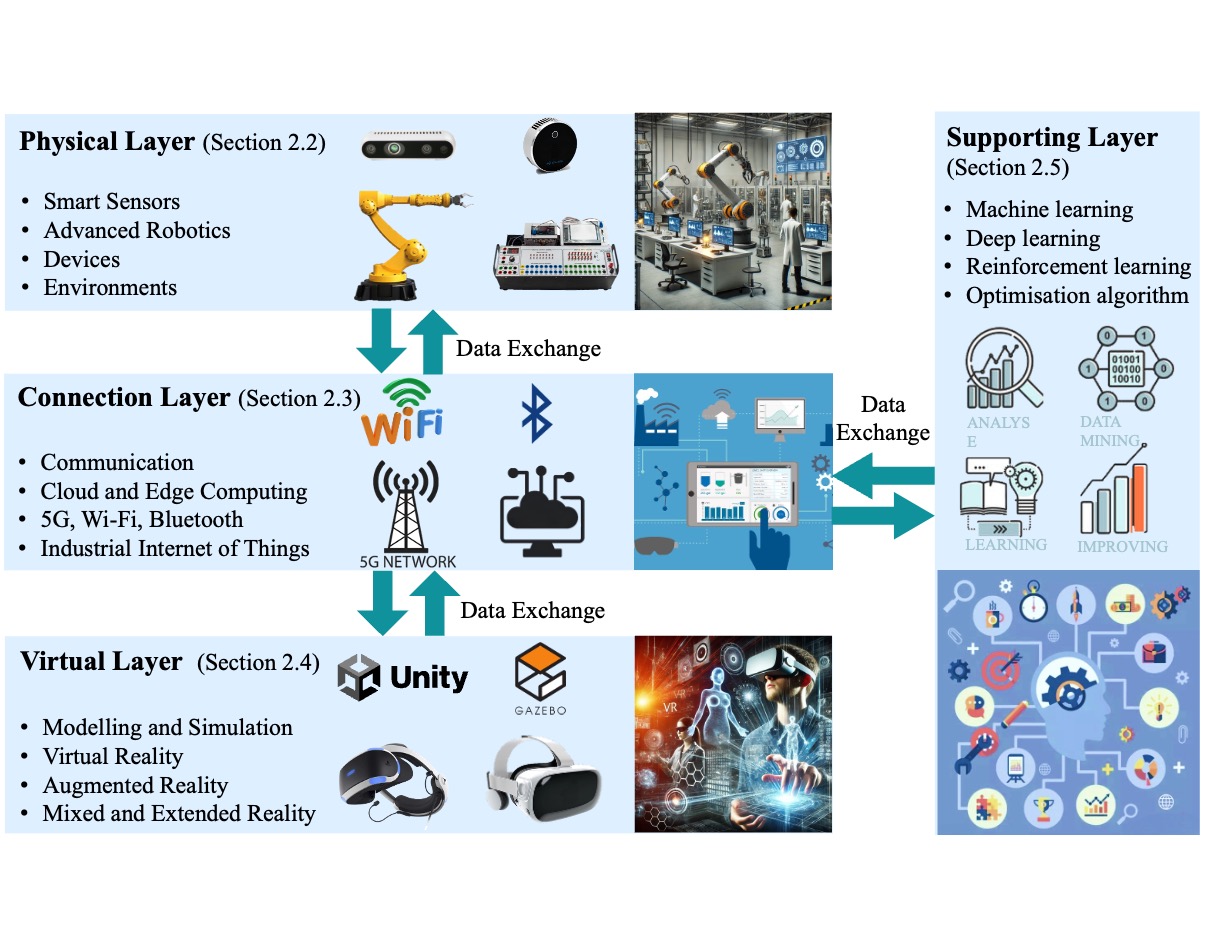 Physical Layer (Section 2.2)
• Smart Sensors
• Advanced Robotics
• Devices
• Environments
Data Exchange
Connection Layer (Section 2.3)
• Communication
• Cloud and Edge Computing
• 5G, Wi-Fi, Bluetooth
• Industrial Internet of Things
WiFi
5G NETWORK
Data Exchange
Virtual Layer (Section 2.4)
• Modelling and Simulation
• Virtual Reality
• Augmented Reality
• Mixed and Extended Reality
Unity
GAZEBO
VR
Data
Exchange
Supporting Layer
(Section 2.5)
• Machine learning
• Deep learning
• Reinforcement learning
• Optimisation algorithm
0 1
1 0
1 0
01001
00100
10010
ANALYS
E
DATA
MINING
LEARNING
IMPROVING